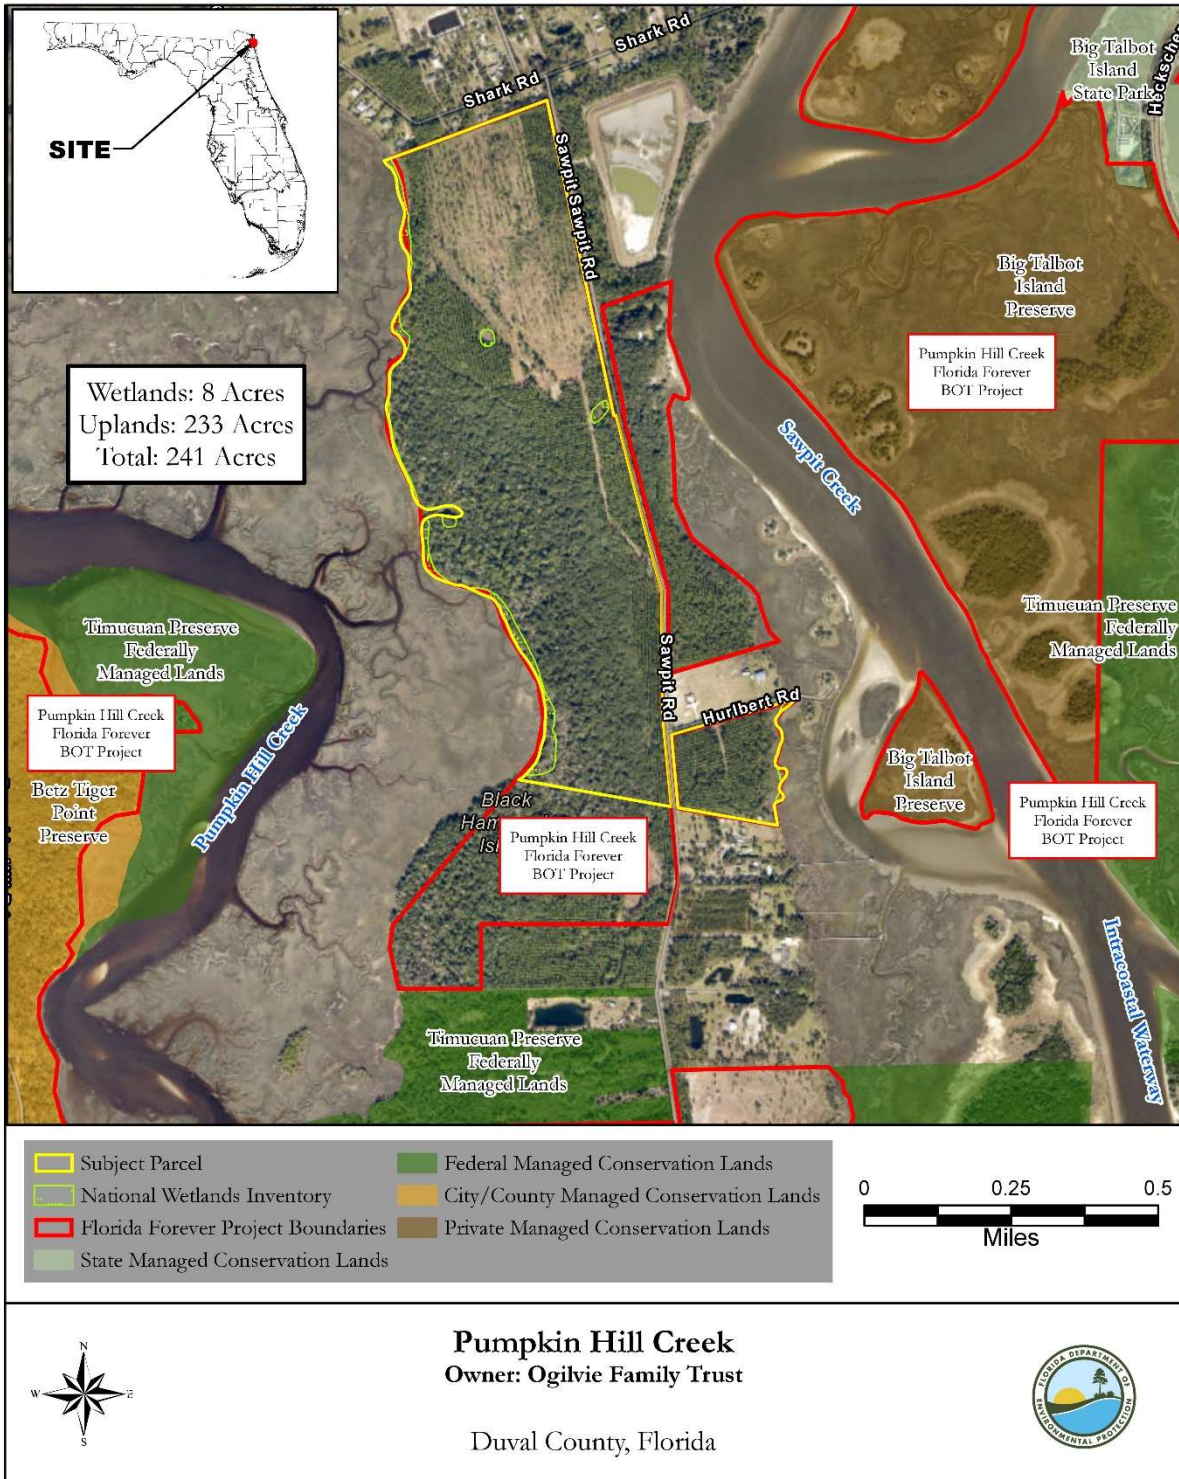 SITE
Shark Rd
Shark Rd
Big Talbot
Island
State Park
Sawpit Sawpit Rd
Big Talbot
Island
Preserve
Pumpkin Hill Creek
Florida Forever
BOT Project
Wetlands: 8 Acres
Uplands: 233 Acres
Total: 241 Acres
Sawpit Creek
Timucuan Preserve
Federally
Managed Lands
Timucuan Preserve
Federally
Managed Lands
Sawpit Rd
Hurlbert Rd
Pumpkin Hill Creek
Florida Forever
BOT Project
Pumpkin Hill Creek
Betz Tiger
Point
Preserve
Big Talbot
Island
Preserve
Pumpkin Hill Creek
Florida Forever
BOT Project
Black
Pumpkin Hill Creek
Florida Forever
BOT Project
Intracoastal Waterway
Timucuan Preserve
Federally
Managed Lands
Subject Parcel
National Wetlands Inventory
Florida Forever Project Boundaries
State Managed Conservation Lands
Federal Managed Conservation Lands
City/County Managed Conservation Lands
Private Managed Conservation Lands
0 0.25 0.5
Miles
N
W E
S
Pumpkin Hill Creek
Owner: Ogilvie Family Trust
Duval County, Florida
FLORIDA DEPARTMENT OF
ENVIRONMENTAL PROTECTION